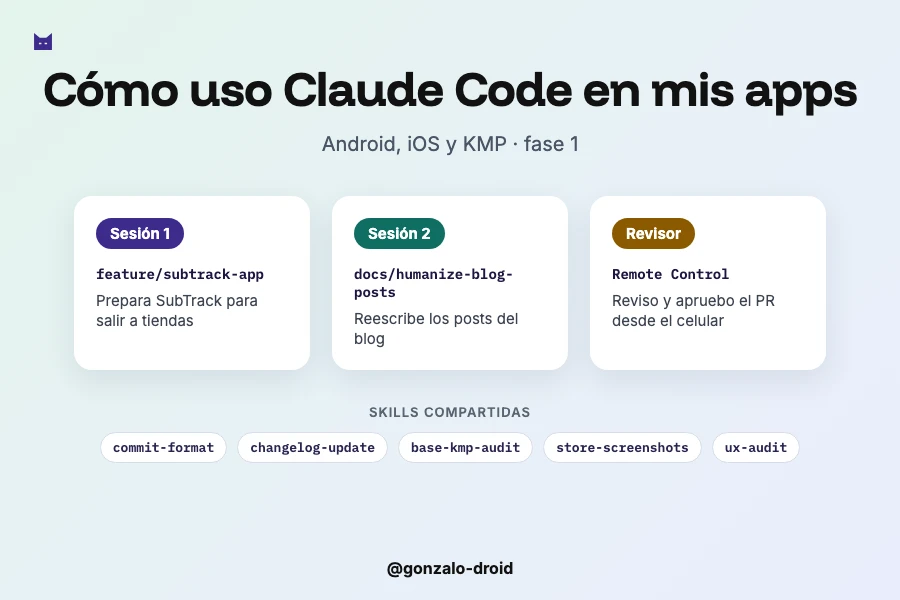 Cómo uso Claude Code en mis apps
Android, iOS y KMP · fase 1
Sesión 1
feature/subtrack-app
Prepara SubTrack para
salir a tiendas
Sesión 2
docs/humanize-blog-
posts
Reescribe los posts del
blog
Revisor
Remote Control
Reviso y apruebo el PR
desde el celular
SKILLS COMPARTIDAS
commit-format
changelog-update
base-kmp-audit
store-screenshots
ux-audit
@gonzalo-droid